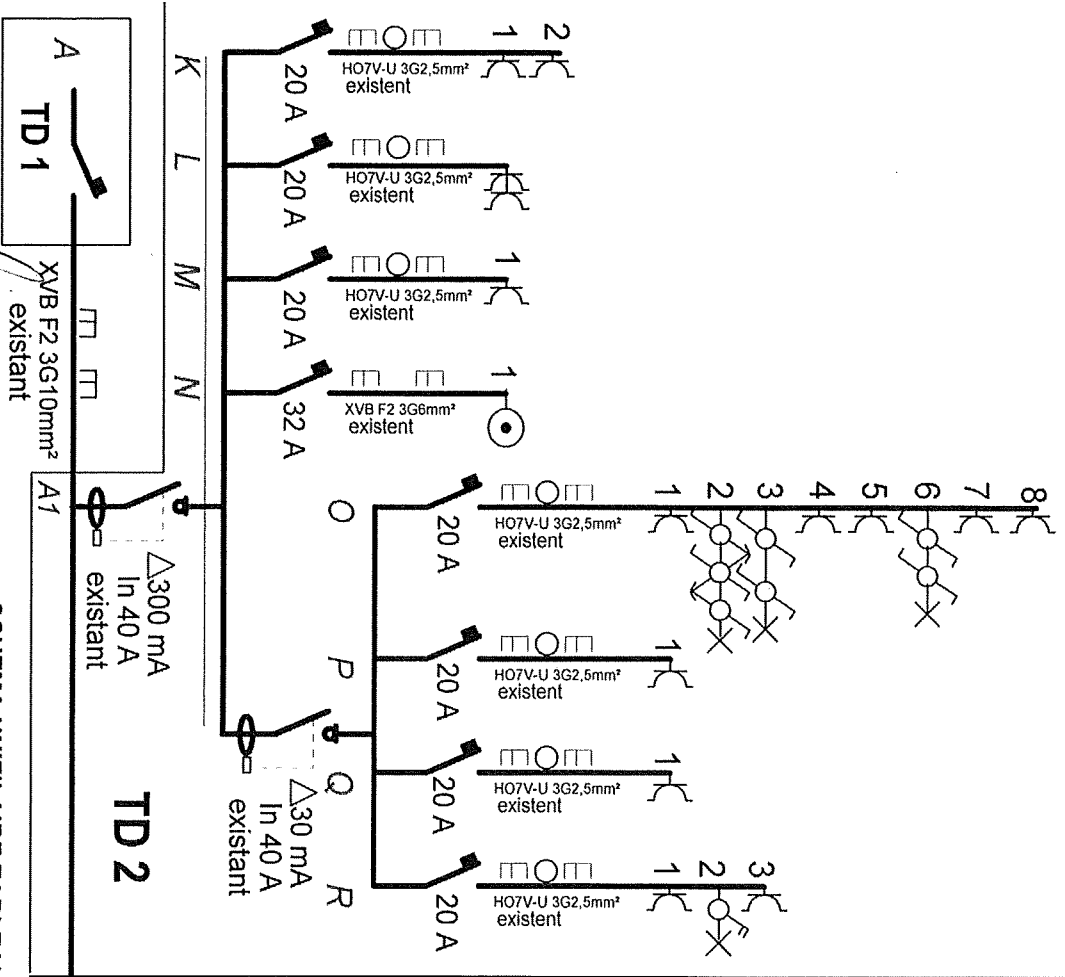 A
TD 1
XVB F2 3G10mm²
existant
K
20 A
HO7V-U 3G2,5mm²
existent
1
2
L
20 A
HO7V-U 3G2,5mm²
existent
M
20 A
HO7V-U 3G2,5mm²
existent
1
N
32 A
XVB F2 3G6mm²
existent
1
A1
△300 mA
In 40 A
existant
O
20 A
HO7V-U 3G2,5mm²
existent
1
2
3
4
5
6
7
8
P
20 A
HO7V-U 3G2,5mm²
existent
1
△30 mA
In 40 A
existant
Q
20 A
HO7V-U 3G2,5mm²
existent
1
R
20 A
HO7V-U 3G2,5mm²
existent
1
2
3
TD 2